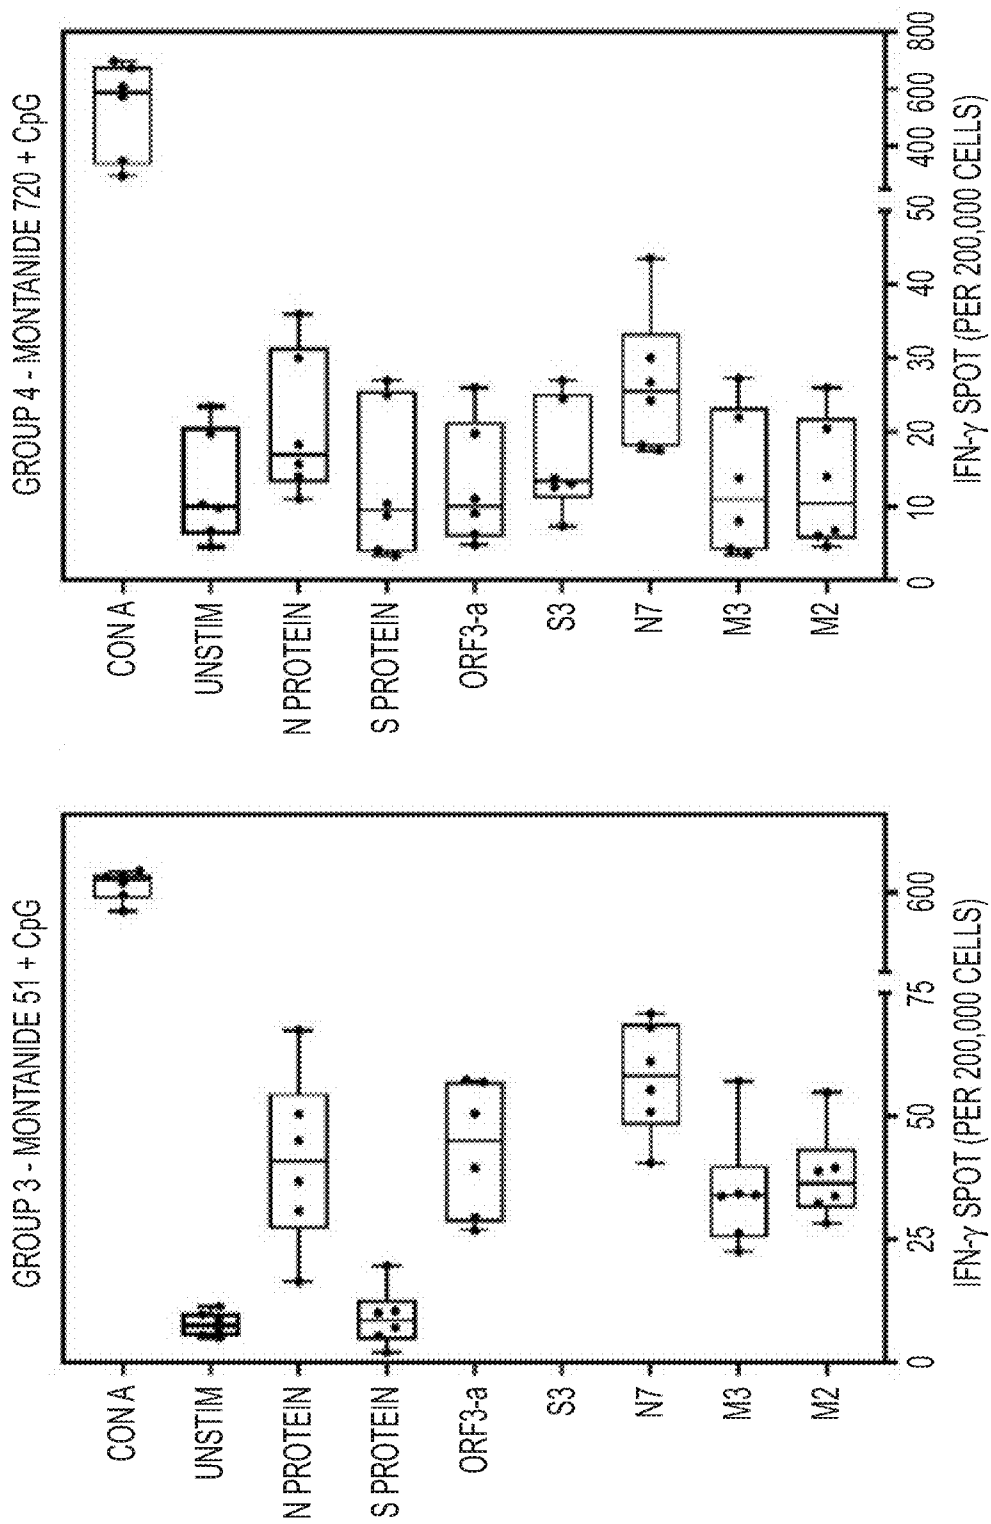 GROUP 3 - MONTANIDE 51 + CpG
CON A
UNSTIM
N PROTEIN
S PROTEIN
ORF3-a
S3
N7
M3
M2
0
25
50
75
600
IFN-γ SPOT (PER 200,000 CELLS)
GROUP 4 - MONTANIDE 720 + CpG
CON A
UNSTIM
N PROTEIN
S PROTEIN
ORF3-a
S3
N7
M3
M2
0
10
20
30
40
50
400
600
800
IFN-γ SPOT (PER 200,000 CELLS)